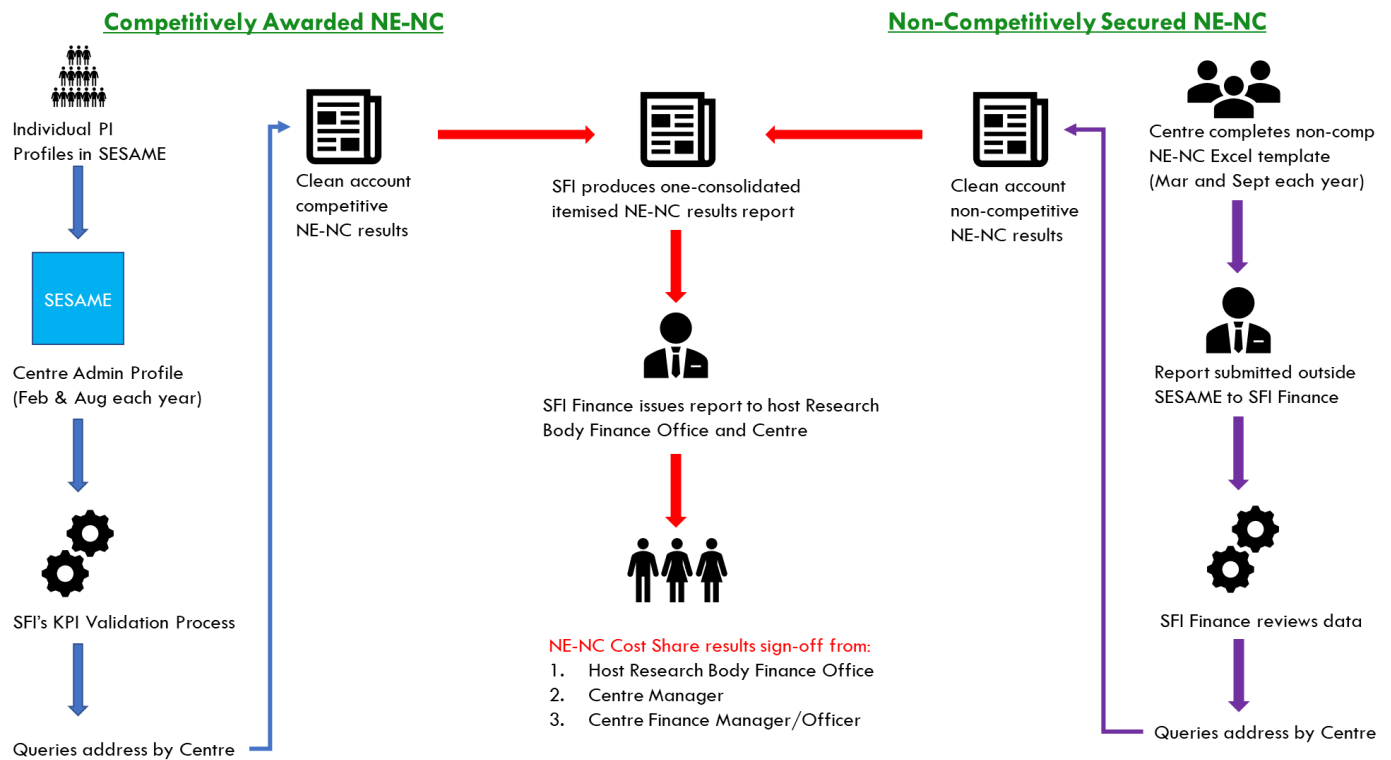 Competitively Awarded NE-NC
Individual PI
Profiles in SESAME
SESAME
Centre Admin Profile
(Feb & Aug each year)
SFI's KPI Validation Process
Queries address by Centre
Clean account
competitive
NE-NC results
SFI produces one-consolidated
itemised NE-NC results report
SFI Finance issues report to host Research
Body Finance Office and Centre
NE-NC Cost Share results sign-off from:
1. Host Research Body Finance Office
2. Centre Manager
3. Centre Finance Manager/Officer
Non-Competitively Secured NE-NC
Clean account
non-competitive
NE-NC results
Centre completes non-comp
NE-NC Excel template
(Mar and Sept each year)
Report submitted outside
SESAME to SFI Finance
SFI Finance reviews data
Queries address by Centre